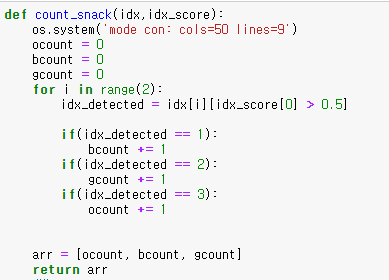 def count_snack(idx,idx_score):
    os.system('mode con: cols=50 lines=9')
    ocount = 0
    bcount = 0
    gcount = 0
    for i in range(2):
        idx_detected = idx[i][idx_score[0] > 0.5]
        if(idx_detected == 1):
            bcount += 1
        if(idx_detected == 2):
            gcount += 1
        if(idx_detected == 3):
            ocount += 1
    arr = [ocount, bcount, gcount]
    return arr